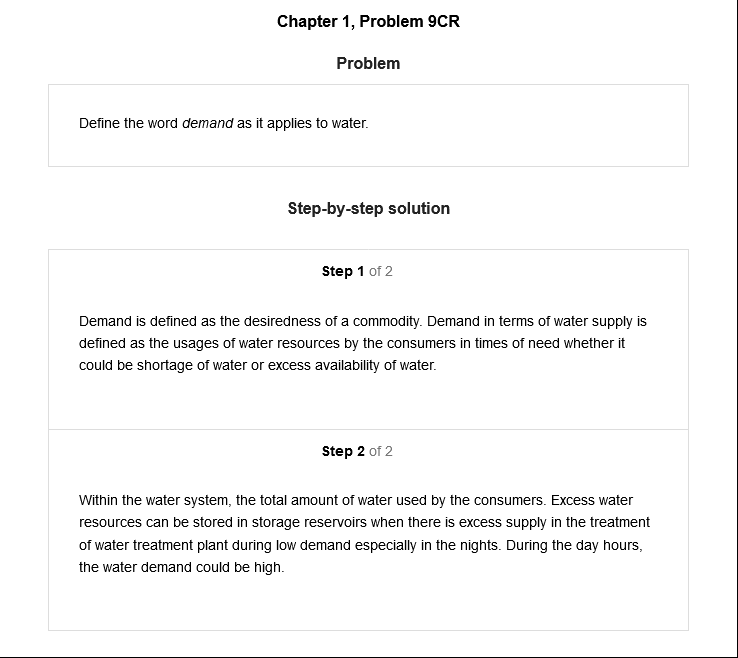 Chapter 1, Problem 9CR
Problem
Define the word demand as it applies to water.
Step-by-step solution
Step 1 of 2
Demand is defined as the desiredness of a commodity. Demand in terms of water supply is
defined as the usages of water resources by the consumers in times of need whether it
could be shortage of water or excess availability of water.
Step 2 of 2
Within the water system, the total amount of water used by the consumers. Excess water
resources can be stored in storage reservoirs when there is excess supply in the treatment
of water treatment plant during low demand especially in the nights. During the day hours,
the water demand could be high.